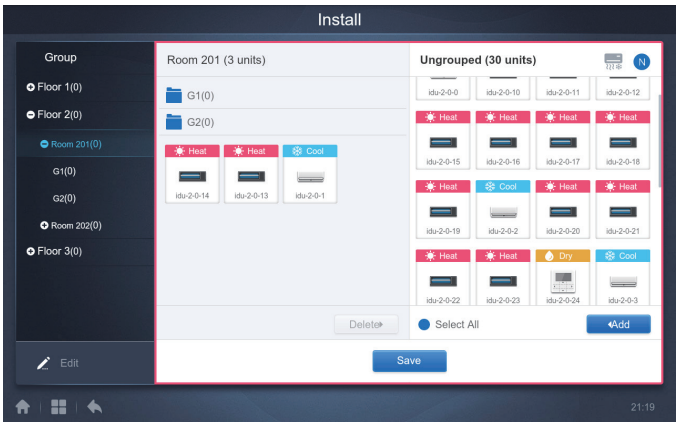 Install
Group
Floor 1(0)
Floor 2(0)
Room 201(0)
G1(0)
G2(0)
Room 202(0)
Floor 3(0)
Edit
Room 201 (3 units)
G1(0)
G2(0)
Heat Heat Cool
idu-2-0-14 idu-2-0-13 idu-2-0-1
Delete
Ungrouped (30 units) N
idu-2-0-0 idu-2-0-10 idu-2-0-11 idu-2-0-12
Heat Heat Heat Heat
idu-2-0-15 idu-2-0-16 idu-2-0-17 idu-2-0-18
Heat Cool Heat Heat
idu-2-0-19 idu-2-0-2 idu-2-0-20 idu-2-0-21
Heat Heat Dry Cool
idu-2-0-22 idu-2-0-23 idu-2-0-24 idu-2-0-3
Select All Add
Save
21:19